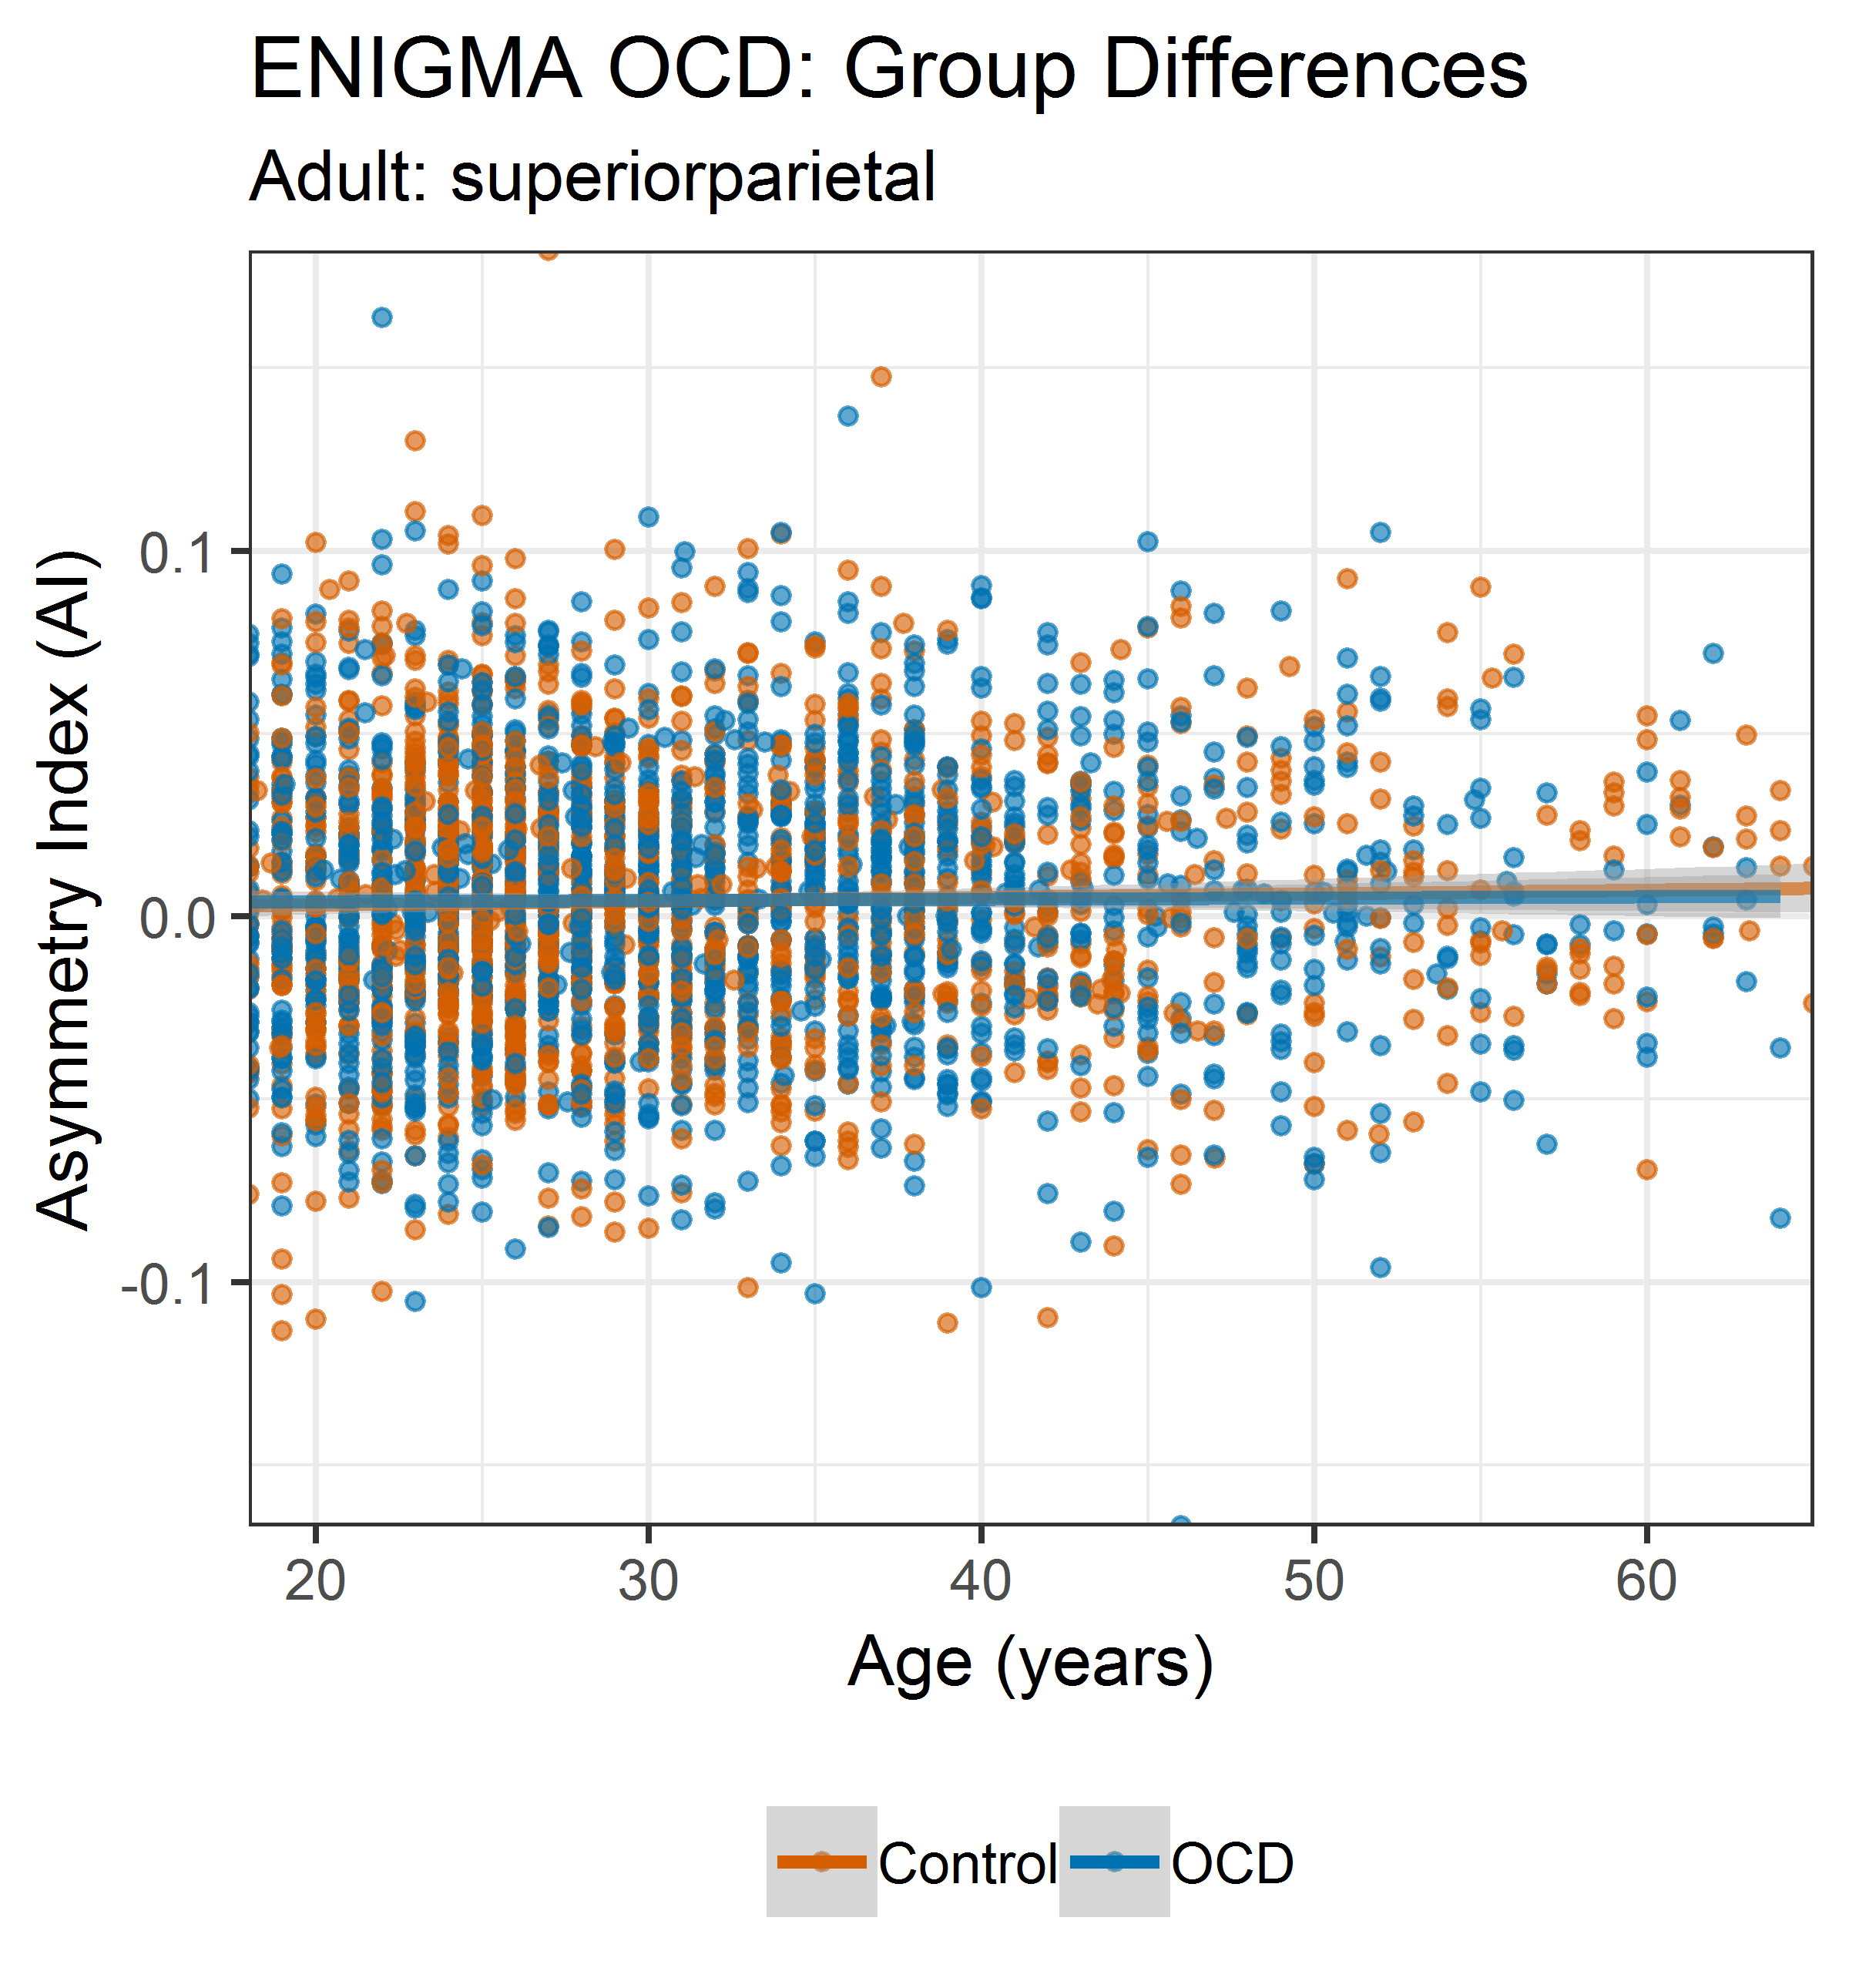 ENIGMA OCD: Group Differences
Adult: superiorparietal
Asymmetry Index (AI)
0.1
0.0
-0.1
20 30 40 50 60
Age (years)
Control OCD